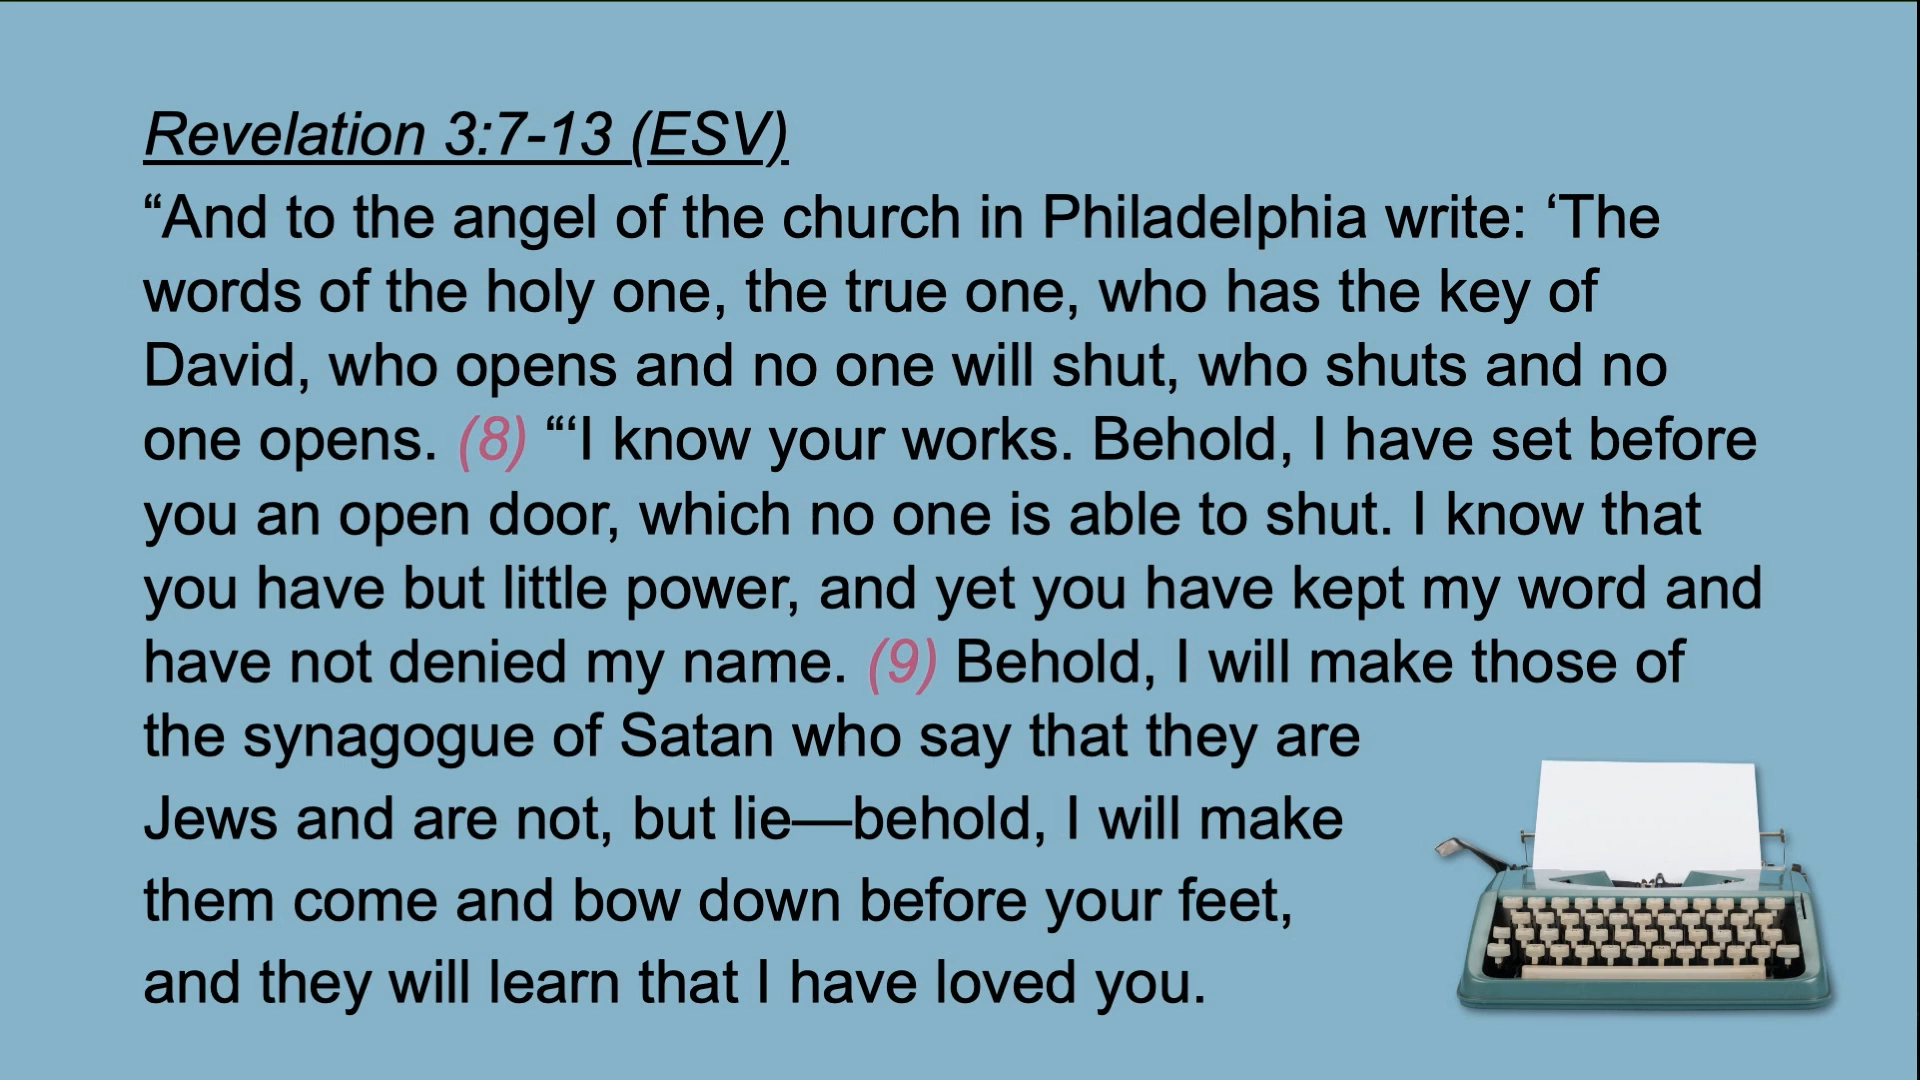 Revelation 3:7-13 (ESV)
“And to the angel of the church in Philadelphia write: ‘The
words of the holy one, the true one, who has the key of
David, who opens and no one will shut, who shuts and no
one opens. (8) “‘I know your works. Behold, I have set before
you an open door, which no one is able to shut. I know that
you have but little power, and yet you have kept my word and
have not denied my name. (9) Behold, I will make those of
the synagogue of Satan who say that they are
Jews and are not, but lie—behold, I will make
them come and bow down before your feet,
and they will learn that I have loved you.